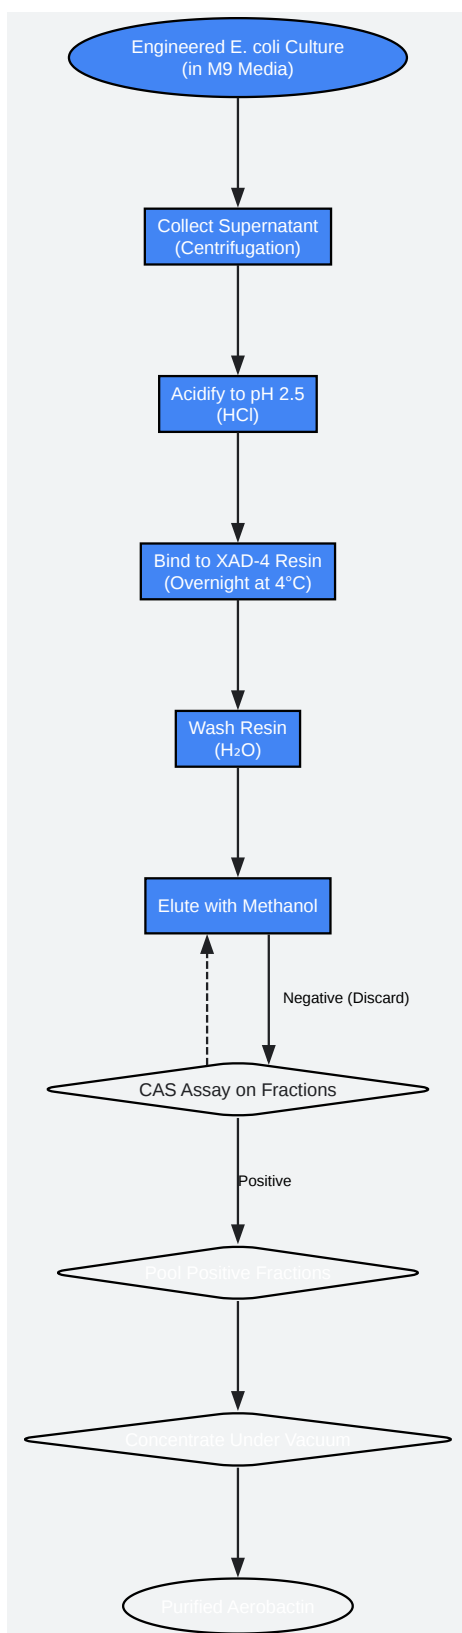 Engineered E. coli Culture
(in M9 Media)
Collect Supernatant
(Centrifugation)
Acidify to pH 2.5
(HCl)
Bind to XAD-4 Resin
(Overnight at 4°C)
Wash Resin
(H₂O)
Elute with Methanol
Negative (Discard)
CAS Assay on Fractions
Positive
Pool Positive Fractions
Concentrate Under Vacuum
Purified Aerobactin